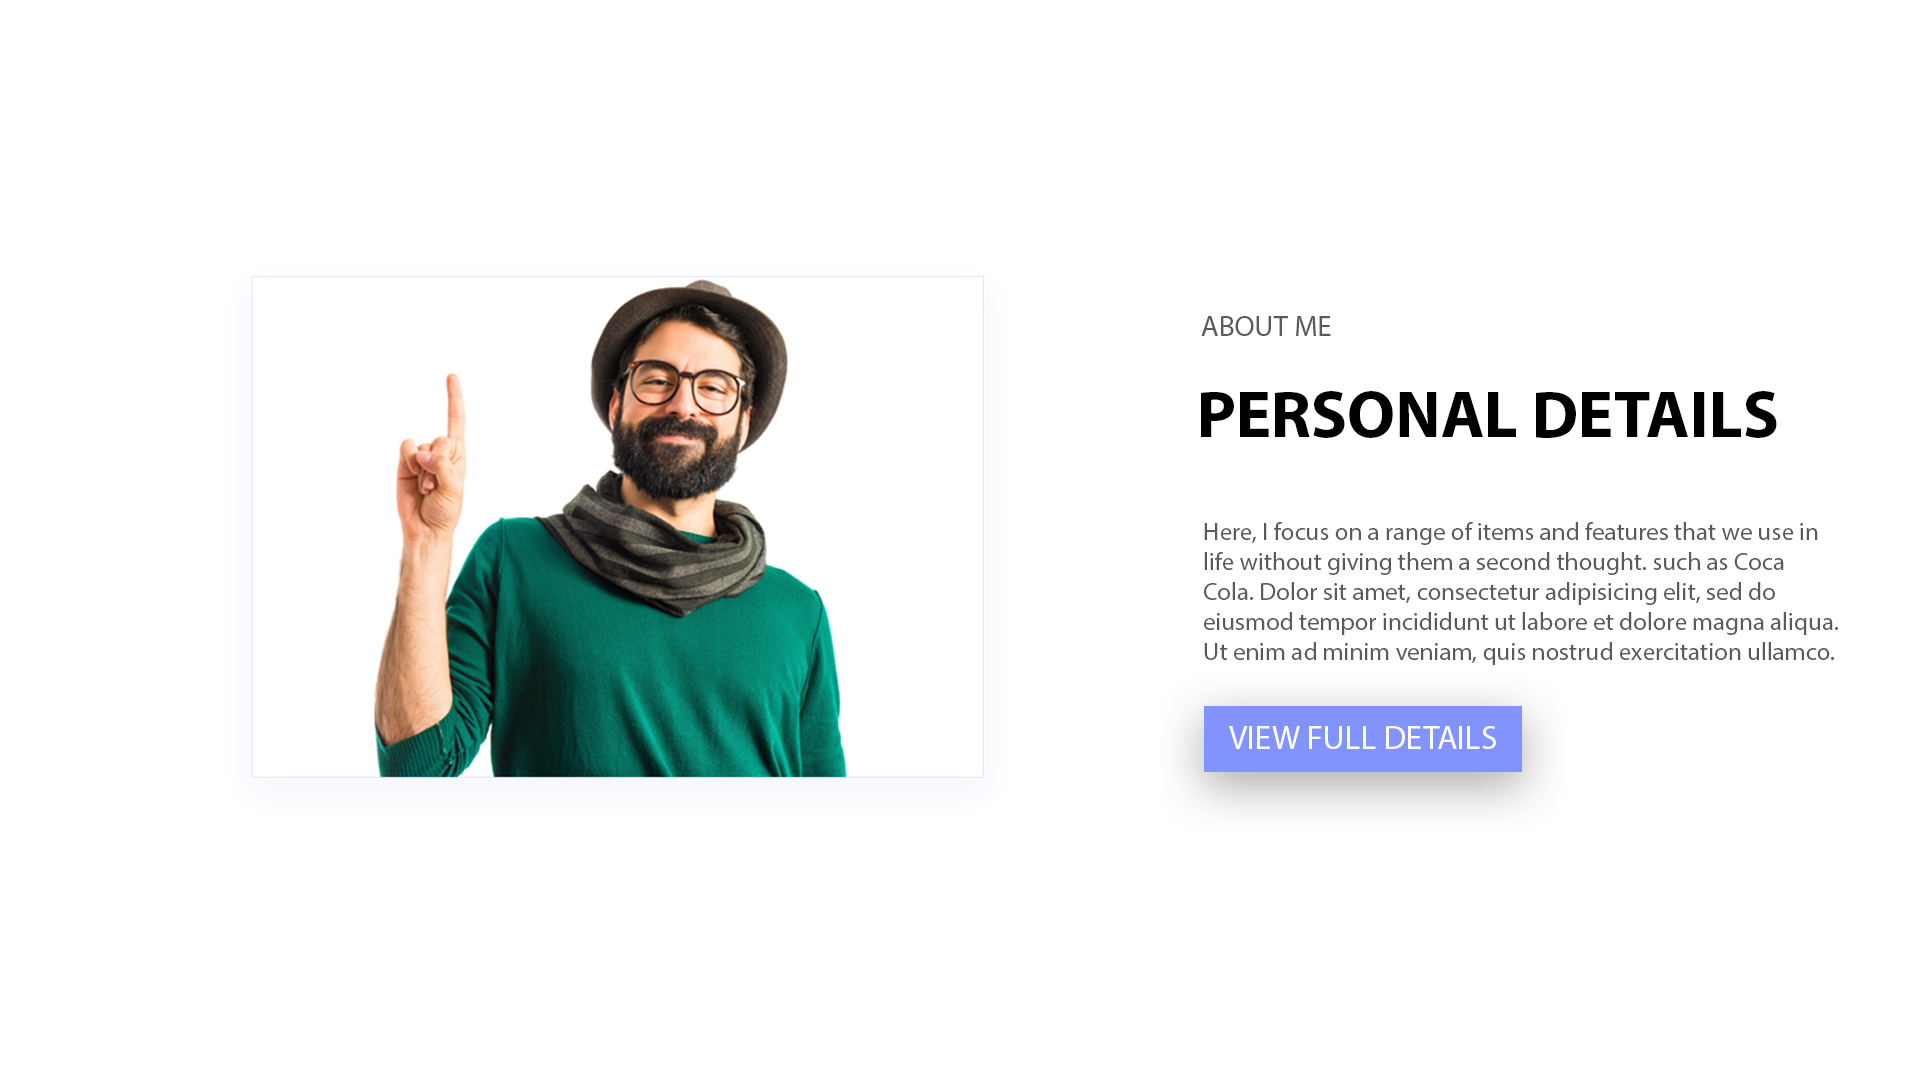 ABOUT ME
PERSONAL DETAILS
Here, I focus on a range of items and features that we use in
life without giving them a second thought. such as Coca
Cola. Dolor sit amet, consectetur adipisicing elit, sed do
eiusmod tempor incididunt ut labore et dolore magna aliqua.
Ut enim ad minim veniam, quis nostrud exercitation ullamco.
VIEW FULL DETAILS